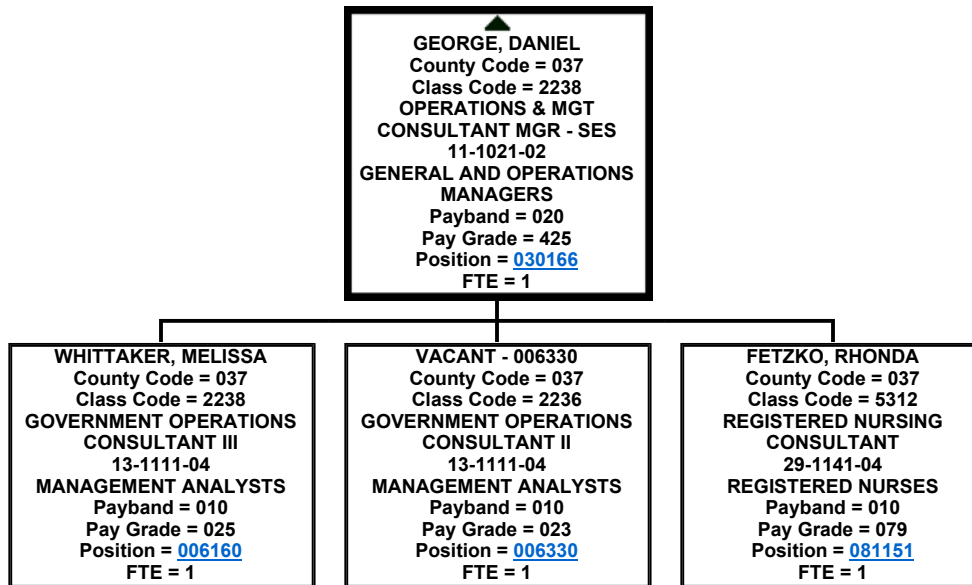 GEORGE, DANIEL
County Code = 037
Class Code = 2238
OPERATIONS & MGT
CONSULTANT MGR - SES
11-1021-02
GENERAL AND OPERATIONS
MANAGERS
Payband = 020
Pay Grade = 425
Position = 030166
FTE = 1
WHITTAKER, MELISSA
County Code = 037
Class Code = 2238
GOVERNMENT OPERATIONS
CONSULTANT III
13-1111-04
MANAGEMENT ANALYSTS
Payband = 010
Pay Grade = 025
Position = 006160
FTE = 1
VACANT - 006330
County Code = 037
Class Code = 2236
GOVERNMENT OPERATIONS
CONSULTANT II
13-1111-04
MANAGEMENT ANALYSTS
Payband = 010
Pay Grade = 023
Position = 006330
FTE = 1
FETZKO, RHONDA
County Code = 037
Class Code = 5312
REGISTERED NURSING
CONSULTANT
29-1141-04
REGISTERED NURSES
Payband = 010
Pay Grade = 079
Position = 081151
FTE = 1